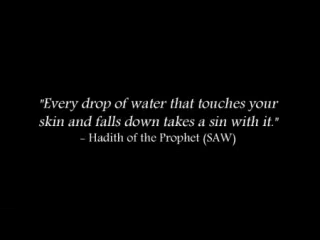 "Every drop of water that touches your
skin and falls down takes a sin with it."
- Hadith of the Prophet (SAW)